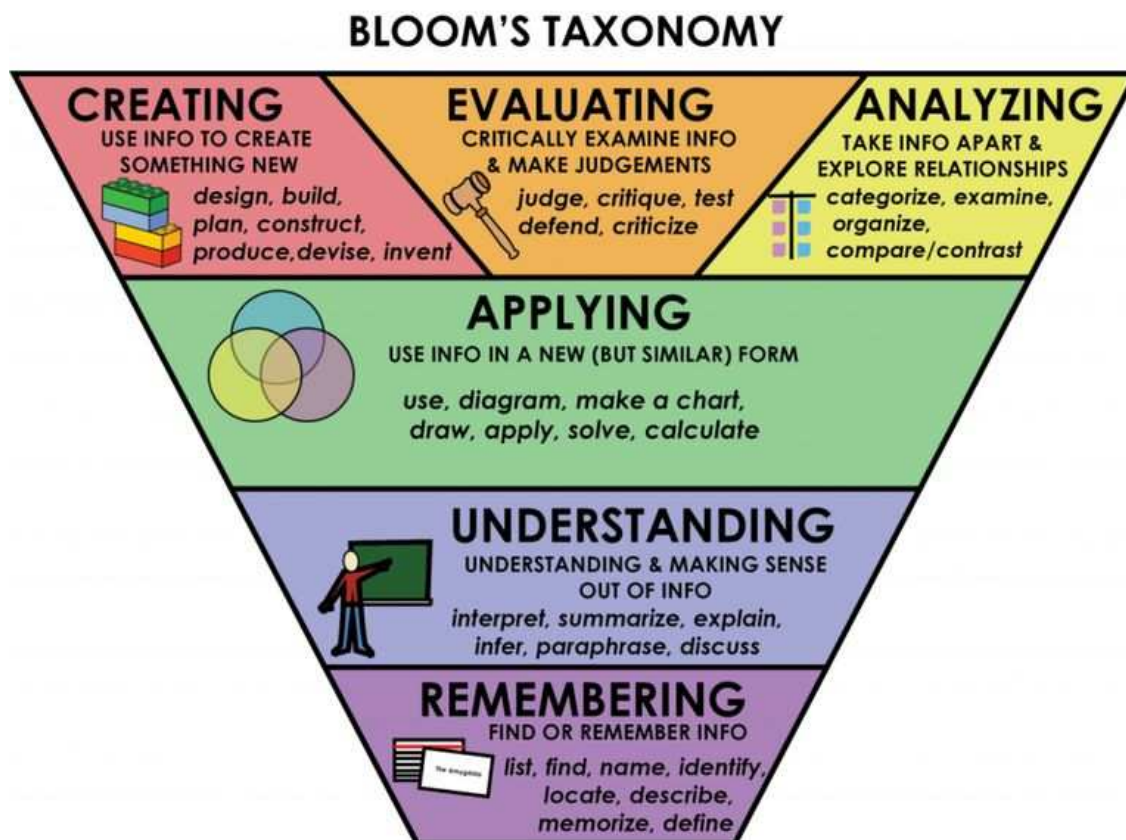 BLOOM'S TAXONOMY
CREATING
USE INFO TO CREATE
SOMETHING NEW
design, build,
plan, construct,
produce,devise, invent
EVALUATING
CRITICALLY EXAMINE INFO
& MAKE JUDGEMENTS
judge, critique, test
defend, criticize
ANALYZING
TAKE INFO APART &
EXPLORE RELATIONSHIPS
categorize, examine,
organize,
compare/contrast
APPLYING
USE INFO IN A NEW (BUT SIMILAR) FORM
use, diagram, make a chart,
draw, apply, solve, calculate
UNDERSTANDING
UNDERSTANDING & MAKING SENSE
OUT OF INFO
interpret, summarize, explain,
infer, paraphrase, discuss
REMEMBERING
FIND OR REMEMBER INFO
The Amygdala
list, find, name, identify,
locate, describe,
memorize, define